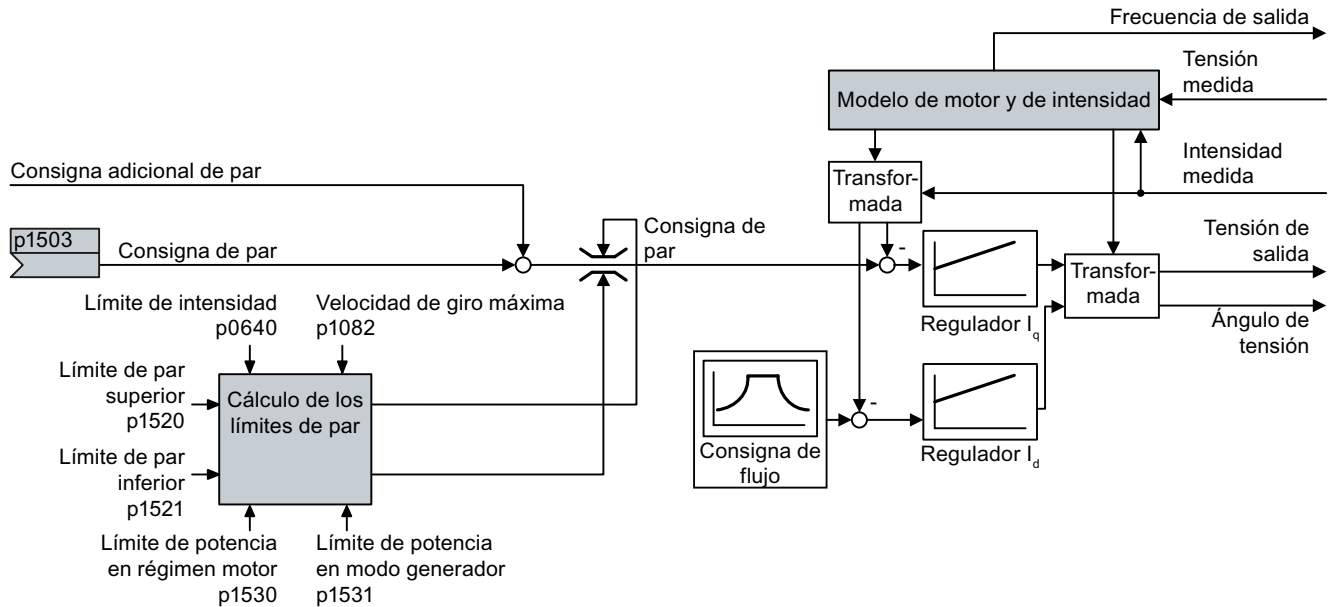 Frecuencia de salida
Tensión
medida
Modelo de motor y de intensidad
Intensidad
medida
Consigna adicional de par
Transfor-
mada
p1503
Consigna de par
Consigna de
par
-
Tensión de
salida
Transfor-
mada
Límite de intensidad
p0640
Velocidad de giro máxima
p1082
Regulador Iq
Ángulo de
tensión
Límite de par
superior
p1520
Cálculo de los
límites de par
-
Consigna de
flujo
Regulador Id
Límite de par
inferior
p1521
Límite de potencia
en régimen motor
p1530
Límite de potencia
en modo generador
p1531